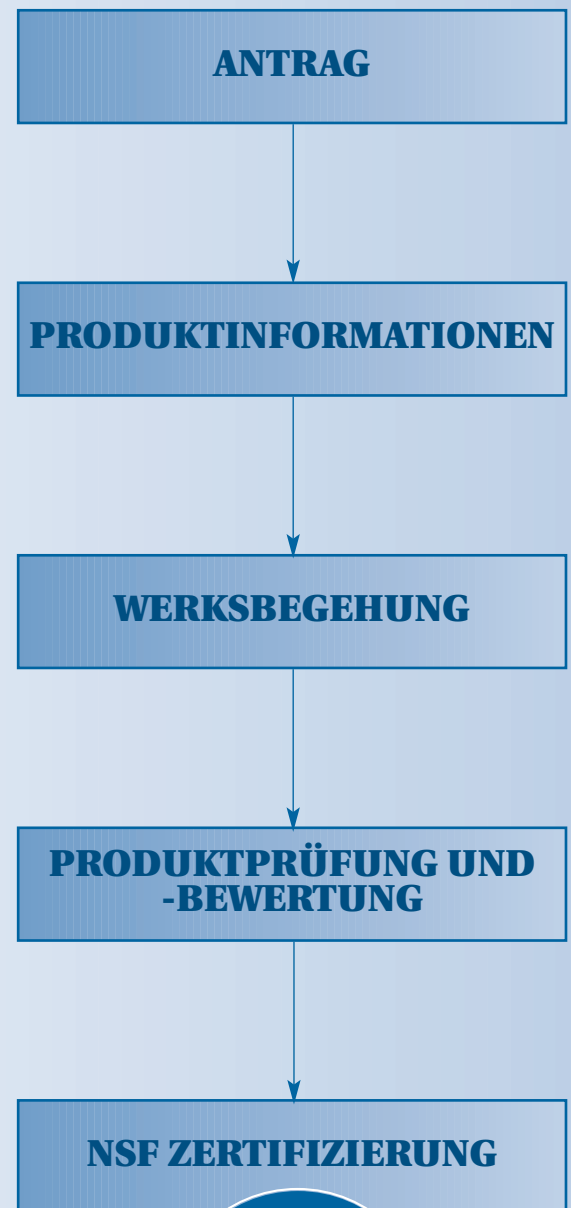 ANTRAG
PRODUKTINFORMATIONEN
WERKSBEGEHUNG
PRODUKTPRÜFUNG UND
-BEWERTUNG
NSF ZERTIFIZIERUNG